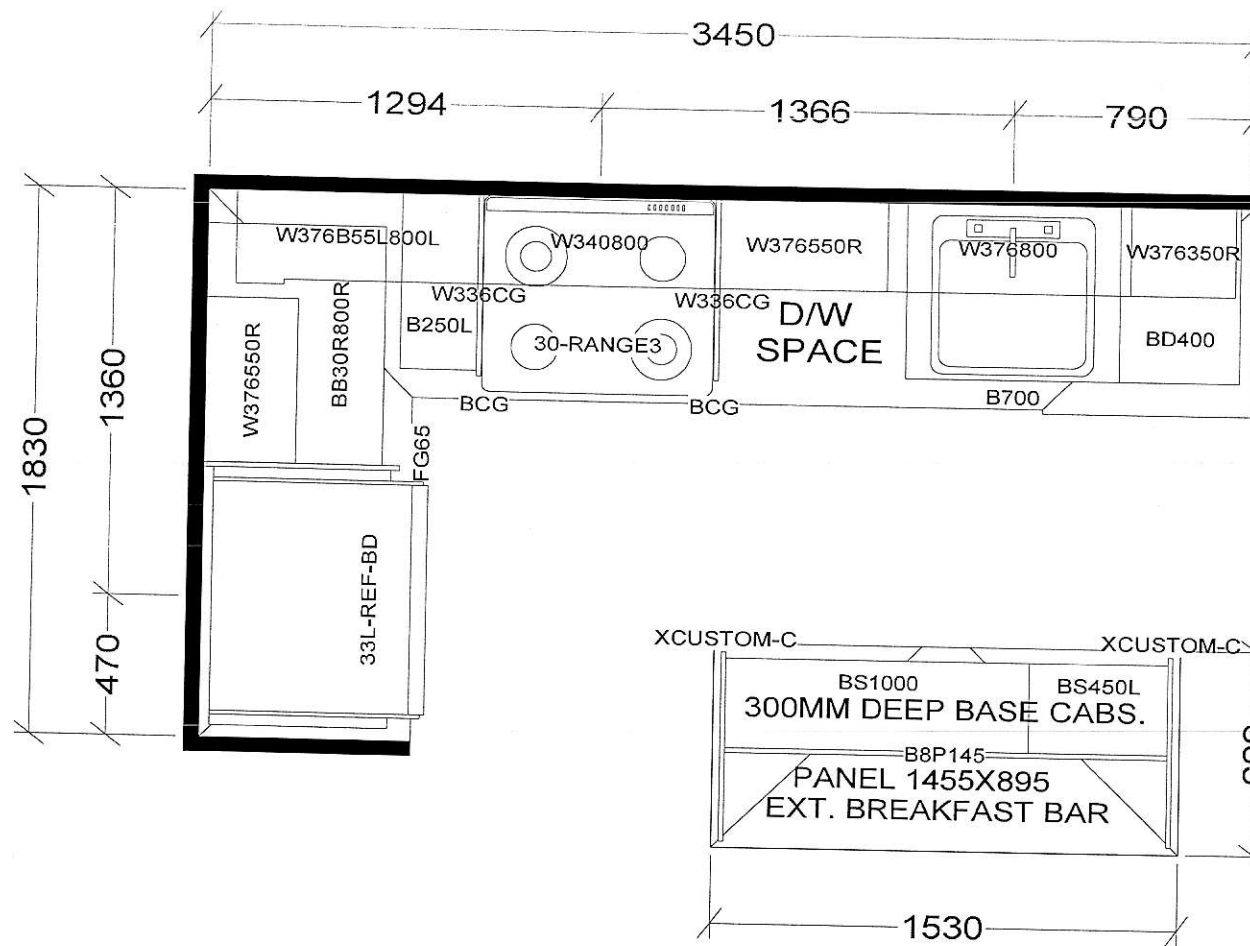 3450
1294
1366
790
W376B55L800L
W340800
W376550R
W376800
W376350R
W336CG
W336CG
B250L
30-RANGE3
D/W
SPACE
BD400
B700
BCG
BCG
W376550R
BB30R800R
FG65
1830
1360
470
33L-REF-BD
XCUSTOM-C
XCUSTOM-C
BS1000
BS450L
300MM DEEP BASE CABS.
B8P145
PANEL 1455X895
EXT. BREAKFAST BAR
1530